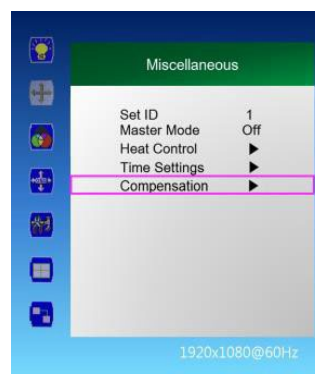 Miscellaneous
Set ID 1
Master Mode Off
Heat Control ▶
Time Settings ▶
Compensation ▶
1920x1080@60Hz